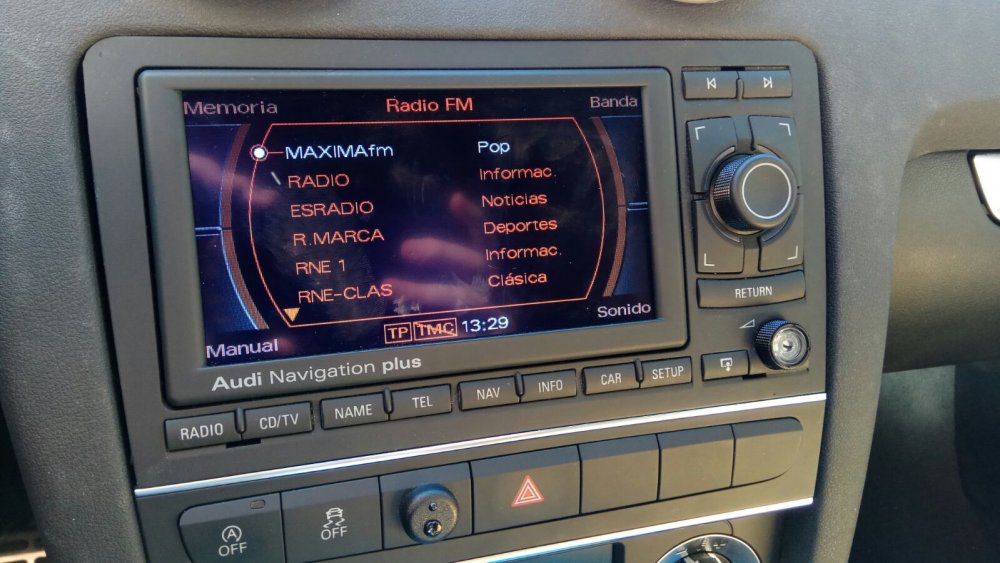 Memoria Radio FM Banda
MAXIMAfm Pop
RADIO Informac.
ESRADIO Noticias
R.MARCA Deportes
RNE 1 Informac.
RNE-CLAS Clásica
Manual TP TMC 13:29 Sonido
Audi Navigation plus
RETURN
RADIO CD/TV NAME TEL NAV INFO CAR SETUP
A OFF OFF